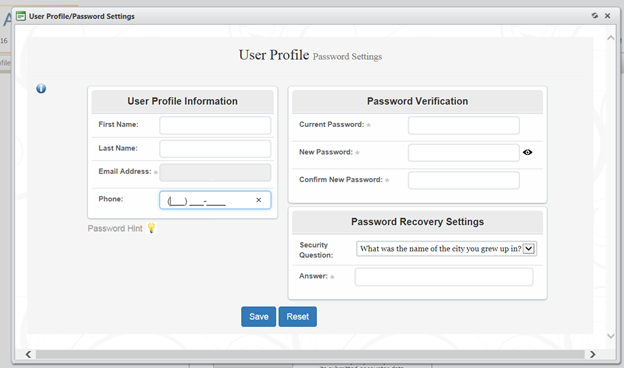 User Profile/Password Settings
A
16
file
User Profile Password Settings
User Profile Information
First Name:
Last Name:
Email Address:
Phone: (___) ___-____ ×
Password Hint
Password Verification
Current Password:
New Password:
Confirm New Password:
Password Recovery Settings
Security Question: What was the name of the city you grew up in?
Answer:
Save Reset